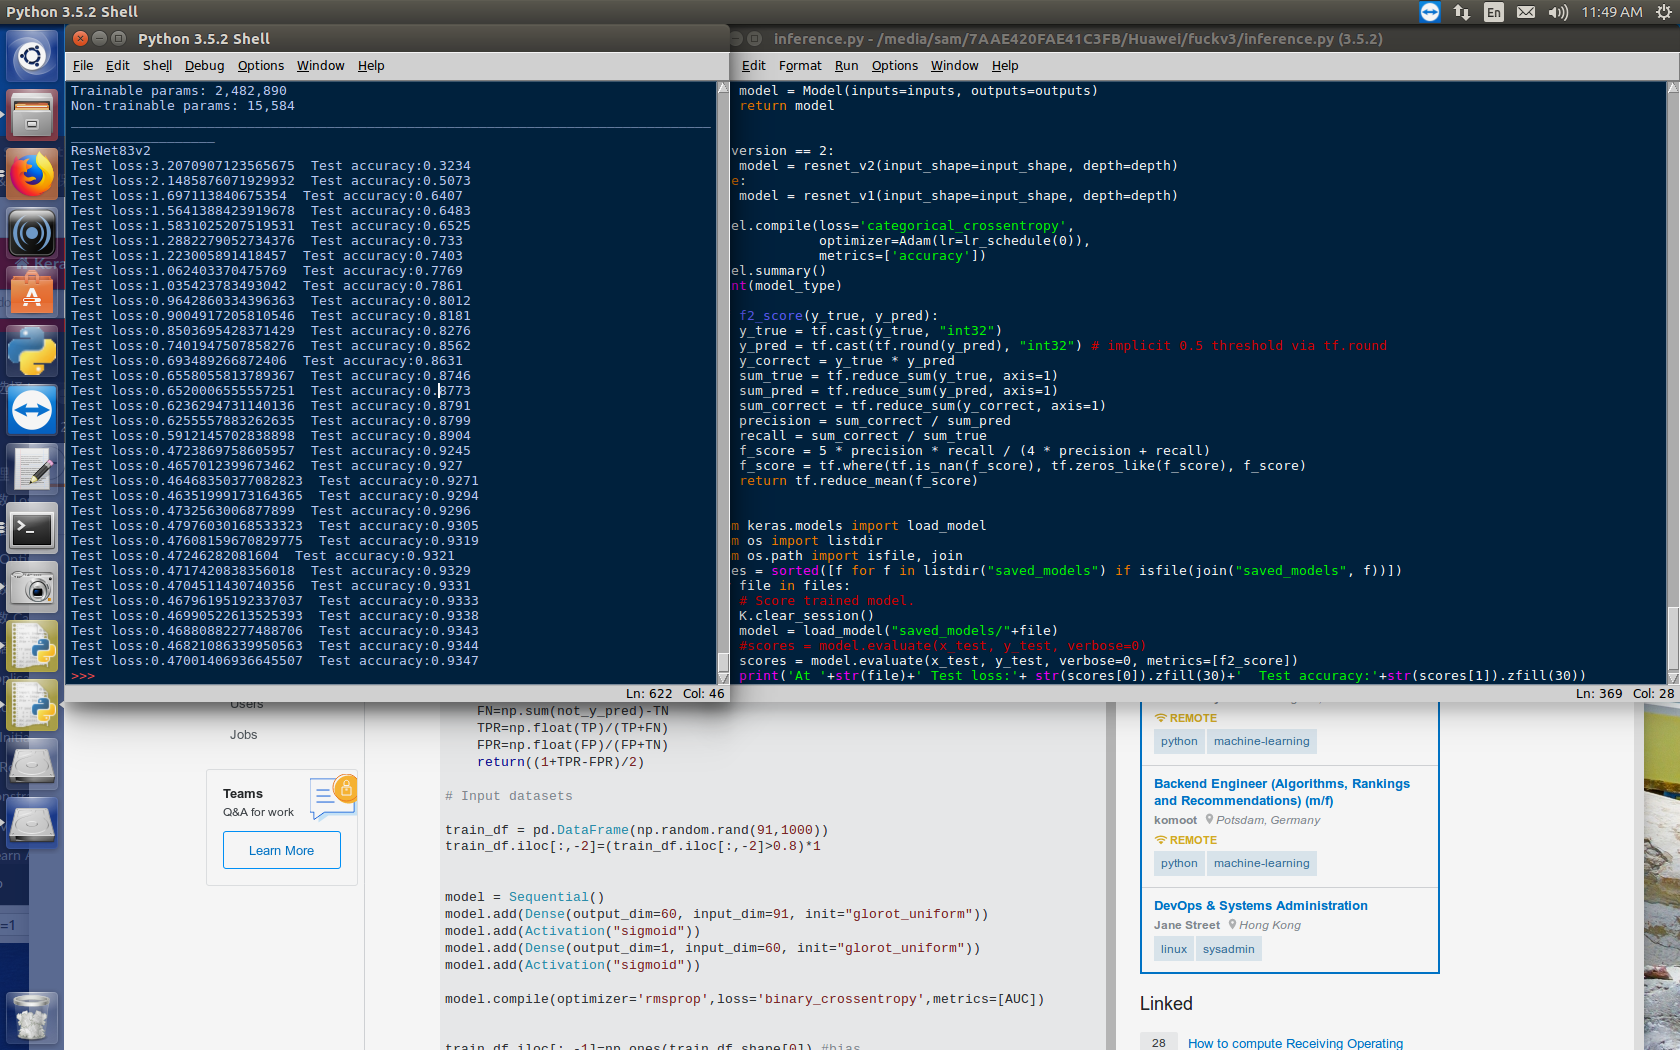 Python 3.5.2 Shell
En
11:49 AM
Python 3.5.2 Shell
File Edit Shell Debug Options Window Help
Trainable params: 2,482,890
Non-trainable params: 15,584
ResNet83v2
Test loss:3.2070907123565675  Test accuracy:0.3234
Test loss:2.1485876071929932  Test accuracy:0.5073
Test loss:1.697113840675354  Test accuracy:0.6407
Test loss:1.5641388423919678  Test accuracy:0.6483
Test loss:1.5831025207519531  Test accuracy:0.6525
Test loss:1.2882279052734376  Test accuracy:0.733
Test loss:1.223005891418457  Test accuracy:0.7403
Test loss:1.062403370475769  Test accuracy:0.7769
Test loss:1.035423783493042  Test accuracy:0.7861
Test loss:0.9642860334396363  Test accuracy:0.8012
Test loss:0.9004917205810546  Test accuracy:0.8181
Test loss:0.8503695428371429  Test accuracy:0.8276
Test loss:0.7401947507858276  Test accuracy:0.8562
Test loss:0.693489266872406  Test accuracy:0.8631
Test loss:0.6558055813789367  Test accuracy:0.8746
Test loss:0.6520006555557251  Test accuracy:0.8773
Test loss:0.6236294731140136  Test accuracy:0.8791
Test loss:0.6255557883262635  Test accuracy:0.8799
Test loss:0.5912145702838898  Test accuracy:0.8904
Test loss:0.4723869758605957  Test accuracy:0.9245
Test loss:0.4657012399673462  Test accuracy:0.927
Test loss:0.46468350377082823  Test accuracy:0.9271
Test loss:0.46351999173164365  Test accuracy:0.9294
Test loss:0.4732563006877899  Test accuracy:0.9296
Test loss:0.47976030168533323  Test accuracy:0.9305
Test loss:0.47608159670829775  Test accuracy:0.9319
Test loss:0.47246282081604  Test accuracy:0.9321
Test loss:0.4717420838356018  Test accuracy:0.9329
Test loss:0.4704511430740356  Test accuracy:0.9331
Test loss:0.46796195192337037  Test accuracy:0.9333
Test loss:0.46990522613525393  Test accuracy:0.9338
Test loss:0.46880882277488706  Test accuracy:0.9343
Test loss:0.46821086339950563  Test accuracy:0.9344
Test loss:0.47001406936645507  Test accuracy:0.9347
>>>
Ln: 622 Col: 46
inference.py - /media/sam/7AAE420FAE41C3FB/Huawei/fuckv3/inference.py (3.5.2)
Edit Format Run Options Window Help
model = Model(inputs=inputs, outputs=outputs)
return model
version == 2:
model = resnet_v2(input_shape=input_shape, depth=depth)
e:
model = resnet_v1(input_shape=input_shape, depth=depth)
el.compile(loss='categorical_crossentropy',
optimizer=Adam(lr=lr_schedule(0)),
metrics=['accuracy'])
el.summary()
nt(model_type)
f2_score(y_true, y_pred):
y_true = tf.cast(y_true, "int32")
y_pred = tf.cast(tf.round(y_pred), "int32") # implicit 0.5 threshold via tf.round
y_correct = y_true * y_pred
sum_true = tf.reduce_sum(y_true, axis=1)
sum_pred = tf.reduce_sum(y_pred, axis=1)
sum_correct = tf.reduce_sum(y_correct, axis=1)
precision = sum_correct / sum_pred
recall = sum_correct / sum_true
f_score = 5 * precision * recall / (4 * precision + recall)
f_score = tf.where(tf.is_nan(f_score), tf.zeros_like(f_score), f_score)
return tf.reduce_mean(f_score)
m keras.models import load_model
m os import listdir
m os.path import isfile, join
es = sorted([f for f in listdir("saved_models") if isfile(join("saved_models", f))])
file in files:
# Score trained model.
K.clear_session()
model = load_model("saved_models/"+file)
#scores = model.evaluate(x_test, y_test, verbose=0)
scores = model.evaluate(x_test, y_test, verbose=0, metrics=[f2_score])
print('At '+str(file)+' Test loss:'+ str(scores[0]).zfill(30)+'  Test accuracy:'+str(scores[1]).zfill(30))
Ln: 369 Col: 28
Users
Jobs
Teams
Q&A for work
Learn More
FN=np.sum(not_y_pred)-TN
TPR=np.float(TP)/(TP+FN)
FPR=np.float(FP)/(FP+TN)
return((1+TPR-FPR)/2)
# Input datasets
train_df = pd.DataFrame(np.random.rand(91,1000))
train_df.iloc[:,-2]=(train_df.iloc[:,-2]>0.8)*1
model = Sequential()
model.add(Dense(output_dim=60, input_dim=91, init="glorot_uniform"))
model.add(Activation("sigmoid"))
model.add(Dense(output_dim=1, input_dim=60, init="glorot_uniform"))
model.add(Activation("sigmoid"))
model.compile(optimizer='rmsprop',loss='binary_crossentropy',metrics=[AUC])
train_df.iloc[:,-1]=np.ones(train_df.shape[0]) #bias
REMOTE
python machine-learning
Backend Engineer (Algorithms, Rankings
and Recommendations) (m/f)
komoot Potsdam, Germany
REMOTE
python machine-learning
DevOps & Systems Administration
Jane Street Hong Kong
linux sysadmin
Linked
28 How to compute Receiving Operating